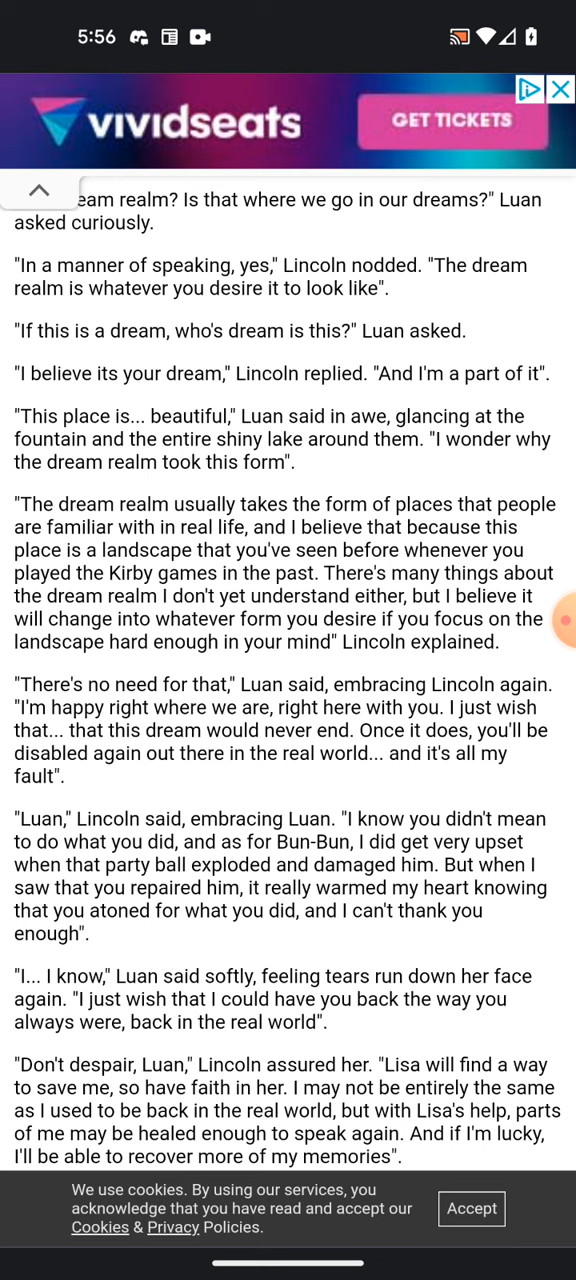 5:56
vividseats
GET TICKETS
eam realm? Is that where we go in our dreams?" Luan
asked curiously.
"In a manner of speaking, yes," Lincoln nodded. "The dream
realm is whatever you desire it to look like".
"If this is a dream, who's dream is this?" Luan asked.
"I believe its your dream," Lincoln replied. "And I'm a part of it".
"This place is... beautiful," Luan said in awe, glancing at the
fountain and the entire shiny lake around them. "I wonder why
the dream realm took this form".
"The dream realm usually takes the form of places that people
are familiar with in real life, and I believe that because this
place is a landscape that you've seen before whenever you
played the Kirby games in the past. There's many things about
the dream realm I don't yet understand either, but I believe it
will change into whatever form you desire if you focus on the
landscape hard enough in your mind" Lincoln explained.
"There's no need for that," Luan said, embracing Lincoln again.
"I'm happy right where we are, right here with you. I just wish
that... that this dream would never end. Once it does, you'll be
disabled again out there in the real world... and it's all my
fault".
"Luan," Lincoln said, embracing Luan. "I know you didn't mean
to do what you did, and as for Bun-Bun, I did get very upset
when that party ball exploded and damaged him. But when I
saw that you repaired him, it really warmed my heart knowing
that you atoned for what you did, and I can't thank you
enough".
"I... I know," Luan said softly, feeling tears run down her face
again. "I just wish that I could have you back the way you
always were, back in the real world".
"Don't despair, Luan," Lincoln assured her. "Lisa will find a way
to save me, so have faith in her. I may not be entirely the same
as I used to be back in the real world, but with Lisa's help, parts
of me may be healed enough to speak again. And if I'm lucky,
I'll be able to recover more of my memories".
We use cookies. By using our services, you
acknowledge that you have read and accept our
Cookies & Privacy Policies.
Accept